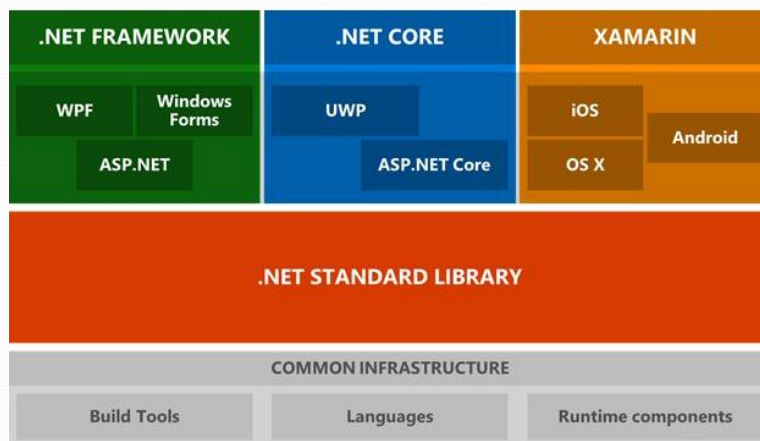 .NET FRAMEWORK
WPF
Windows
Forms
ASP.NET
.NET CORE
UWP
ASP.NET Core
XAMARIN
iOS
Android
OS X
.NET STANDARD LIBRARY
COMMON INFRASTRUCTURE
Build Tools
Languages
Runtime components